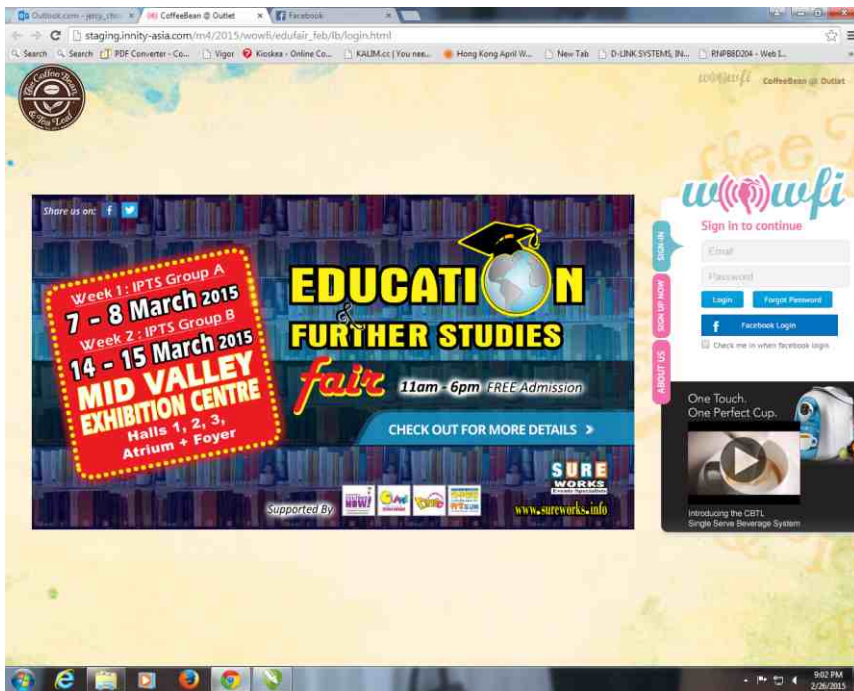 Outlook.com - jerry_cho
CoffeeBean @ Outlet
Facebook
staging.innity-asia.com/m4/2015/wowfi/edufair_feb/lb/login.html
Search
Search
PDF Converter - Co...
Vigor
Kioskea - Online Co...
KALIM.cc | You nee...
Hong Kong April W...
New Tab
D-LINK SYSTEMS, IN...
RNPB8D204 - Web I...
The Coffee Bean
& Tea Leaf
wowfi CoffeeBean @ Outlet
Share us on:
Week 1: IPTS Group A
7 - 8 March 2015
Week 2: IPTS Group B
14 - 15 March 2015
MID VALLEY
EXHIBITION CENTRE
Halls 1, 2, 3,
Atrium + Foyer
EDUCATION
&
FURTHER STUDIES
fair
11am - 6pm FREE Admission
CHECK OUT FOR MORE DETAILS
SURE
WORKS
Events Specialist
www.sureworks.info
Supported By
wowfi
Sign in to continue
SIGN-IN
SIGN UP NOW
ABOUT US
Email
Password
Login
Forgot Password
Facebook Login
Check me in when facebook login
One Touch.
One Perfect Cup.
Introducing the CBTL
Single Serve Beverage System
9:02 PM
2/26/2015